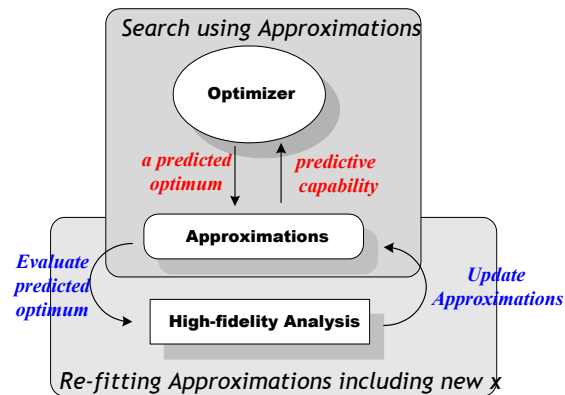 Search using Approximations
Optimizer
a predicted
optimum
predictive
capability
Approximations
Evaluate
predicted
optimum
Update
Approximations
High-fidelity Analysis
Re-fitting Approximations including new x